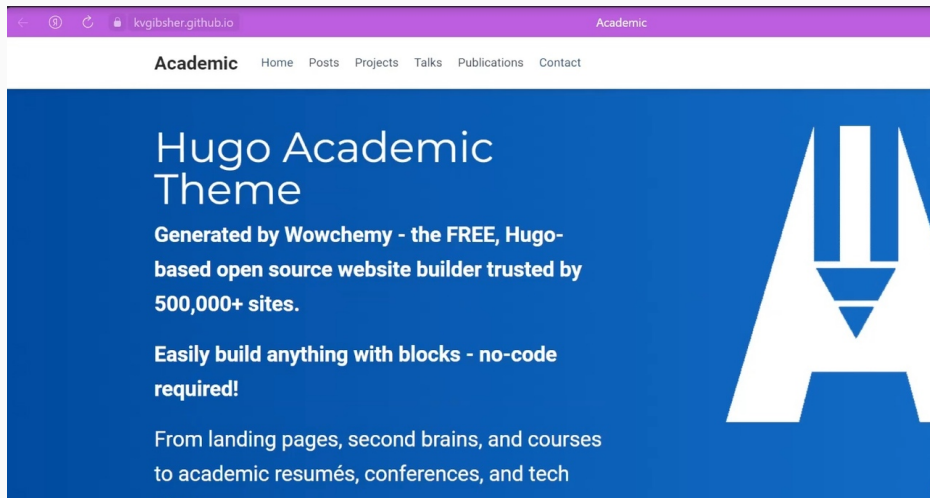 kvgibsher.github.io Academic
Academic Home Posts Projects Talks Publications Contact
Hugo Academic
Theme
Generated by Wowchemy - the FREE, Hugo-
based open source website builder trusted by
500,000+ sites.
Easily build anything with blocks - no-code
required!
From landing pages, second brains, and courses
to academic resumés, conferences, and tech